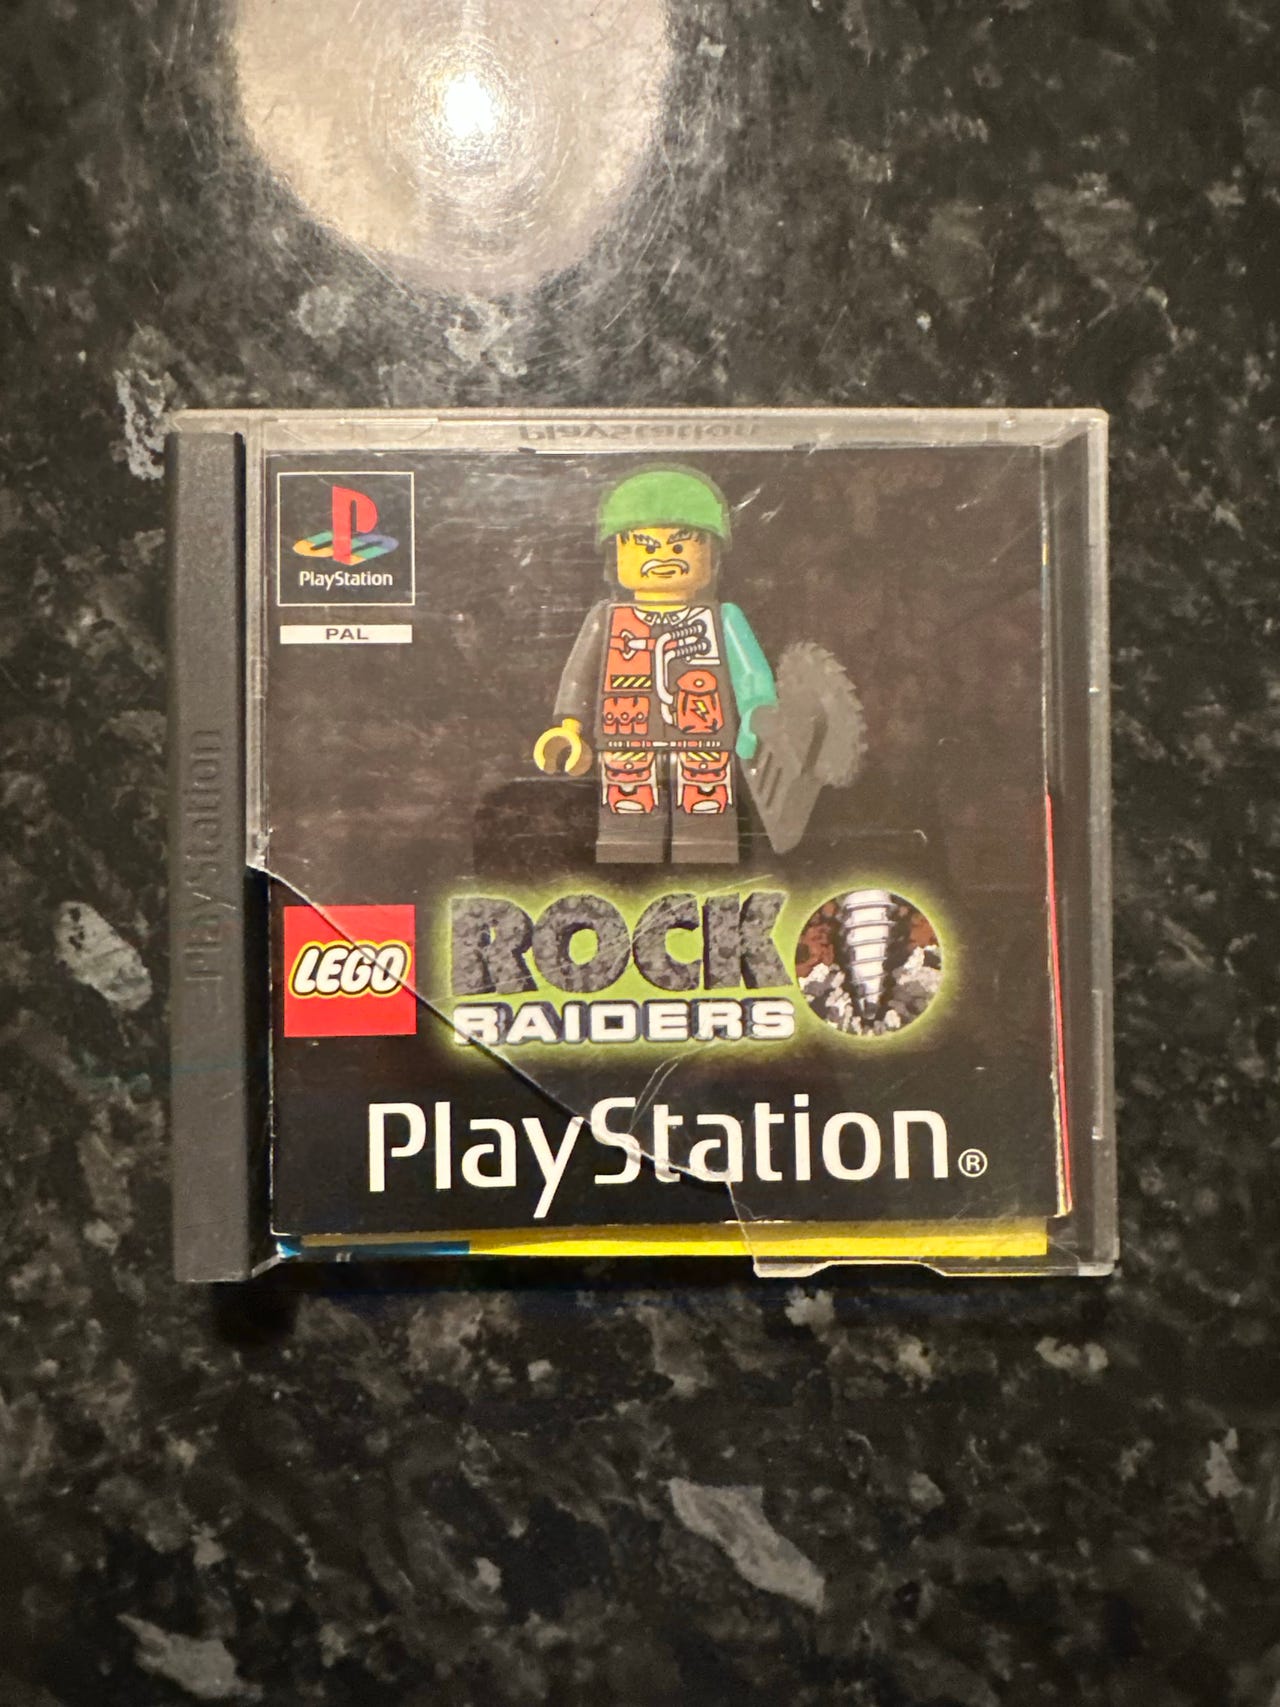 PlayStation
PlayStation
PAL
PlayStation
LEGO
ROCK
RAIDERS
PlayStation®